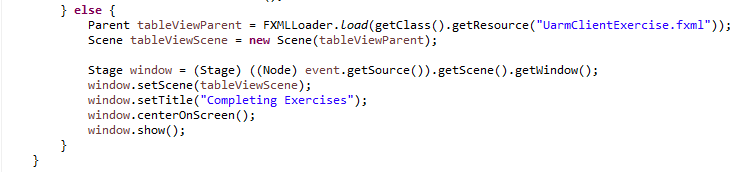 } else {
Parent tableViewParent = FXMLLoader.load(getClass().getResource("UarmClientExercise.fxml"));
Scene tableViewScene = new Scene(tableViewParent);
Stage window = (Stage) ((Node) event.getSource()).getScene().getWindow();
window.setScene(tableViewScene);
window.setTitle("Completing Exercises");
window.centerOnScreen();
window.show();
}
}